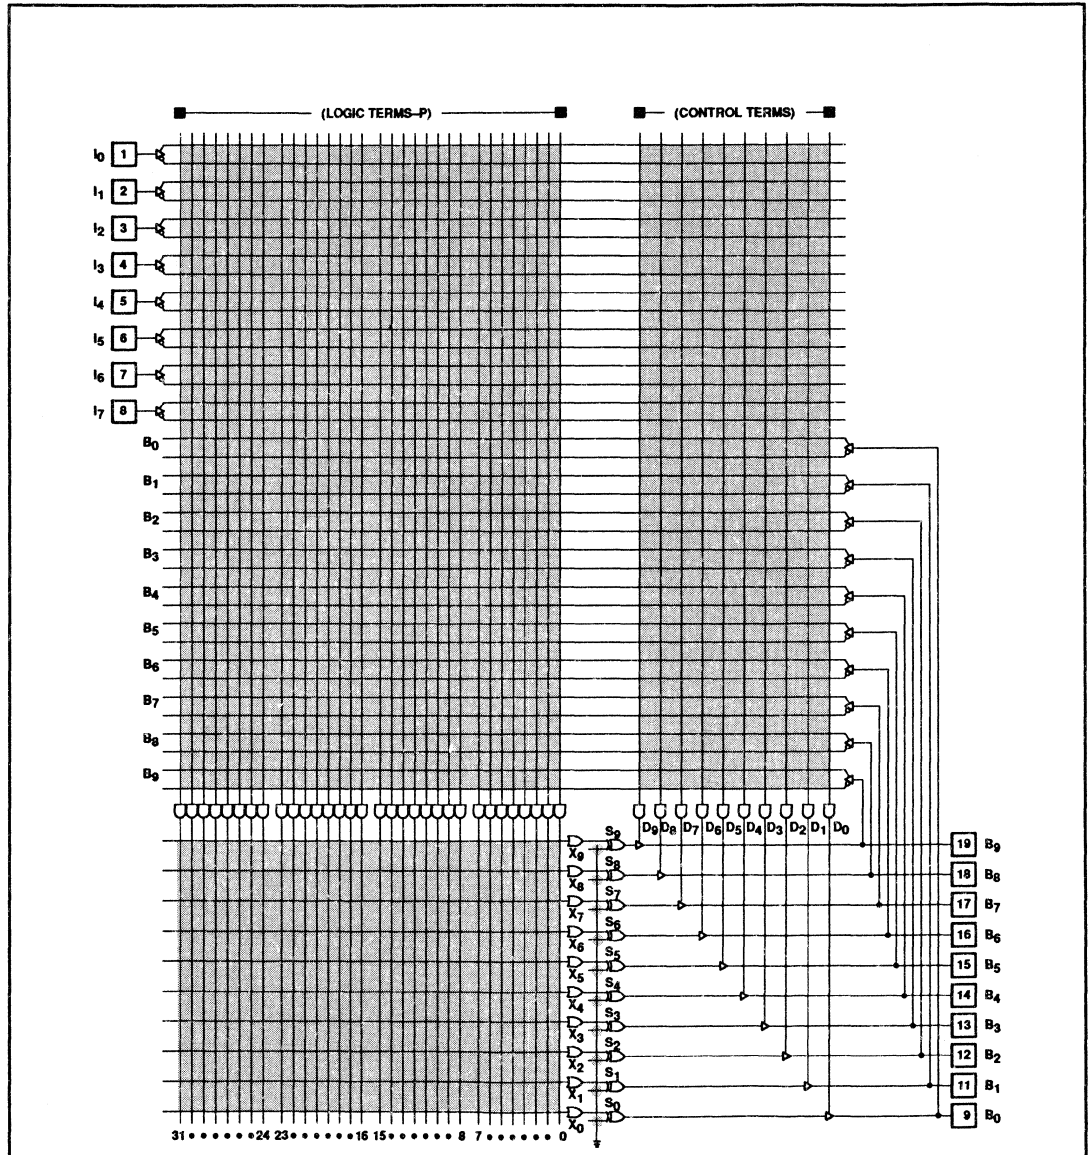 (LOGIC TERMS–P) (CONTROL TERMS)
I0 1
I1 2
I2 3
I3 4
I4 5
I5 6
I6 7
I7 8
B0
B1
B2
B3
B4
B5
B6
B7
B8
B9
D9 D8 D7 D6 D5 D4 D3 D2 D1 D0
S9
X9
19 B9
S8
X8
18 B8
S7
X7
17 B7
S6
X6
16 B6
S5
X5
15 B5
S4
X4
14 B4
S3
X3
13 B3
S2
X2
12 B2
S1
X1
11 B1
S0
X0
9 B0
31 • • • • • • 24 23 • • • • • • 16 15 • • • • • • 8 7 • • • • • • 0